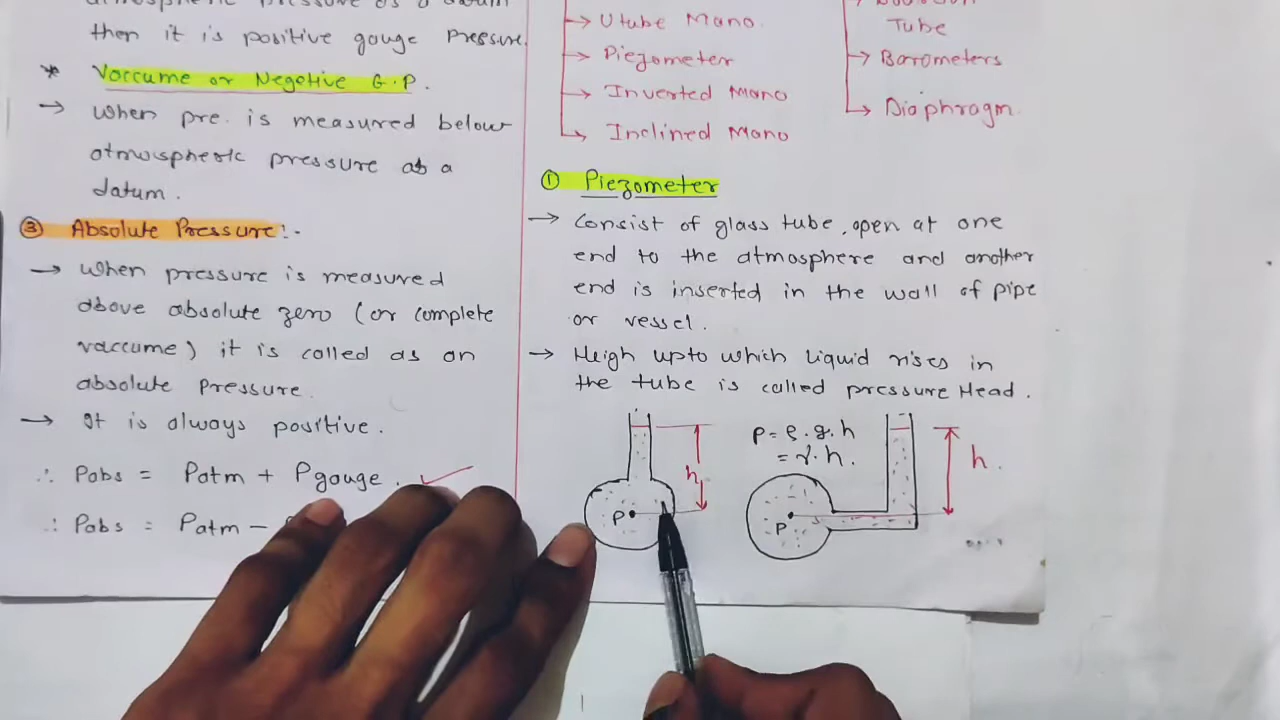 then it is positive gauge pressure.
* Vaccume or Negetive G.P.
→ when pre. is measured below
atmospheric pressure as a
datum.
③ Absolute Pressure:-
→ when pressure is measured
above absolute zero (or complete
vaccume) it is called as an
absolute pressure.
→ It is always positive.
∴ Pabs = Patm + Pgauge.
∴ Pabs = Patm -
→ Utube Mano.
→ Piezometer
→ Inverted Mano
→ Inclined Mano
Tube
→ Barometers
→ Diaphragm.
① Piezometer
→ Consist of glass tube, open at one
end to the atmosphere and another
end is inserted in the wall of pipe
or vessel.
→ Heigh upto which liquid rises in
the tube is called pressure Head.
P = ρ.g.h
= γ.h.
h
h.
P
P